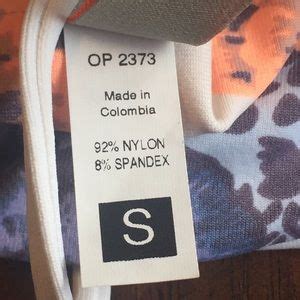 OP 2373
Made in
Colombia
92% NYLON
8% SPANDEX
S